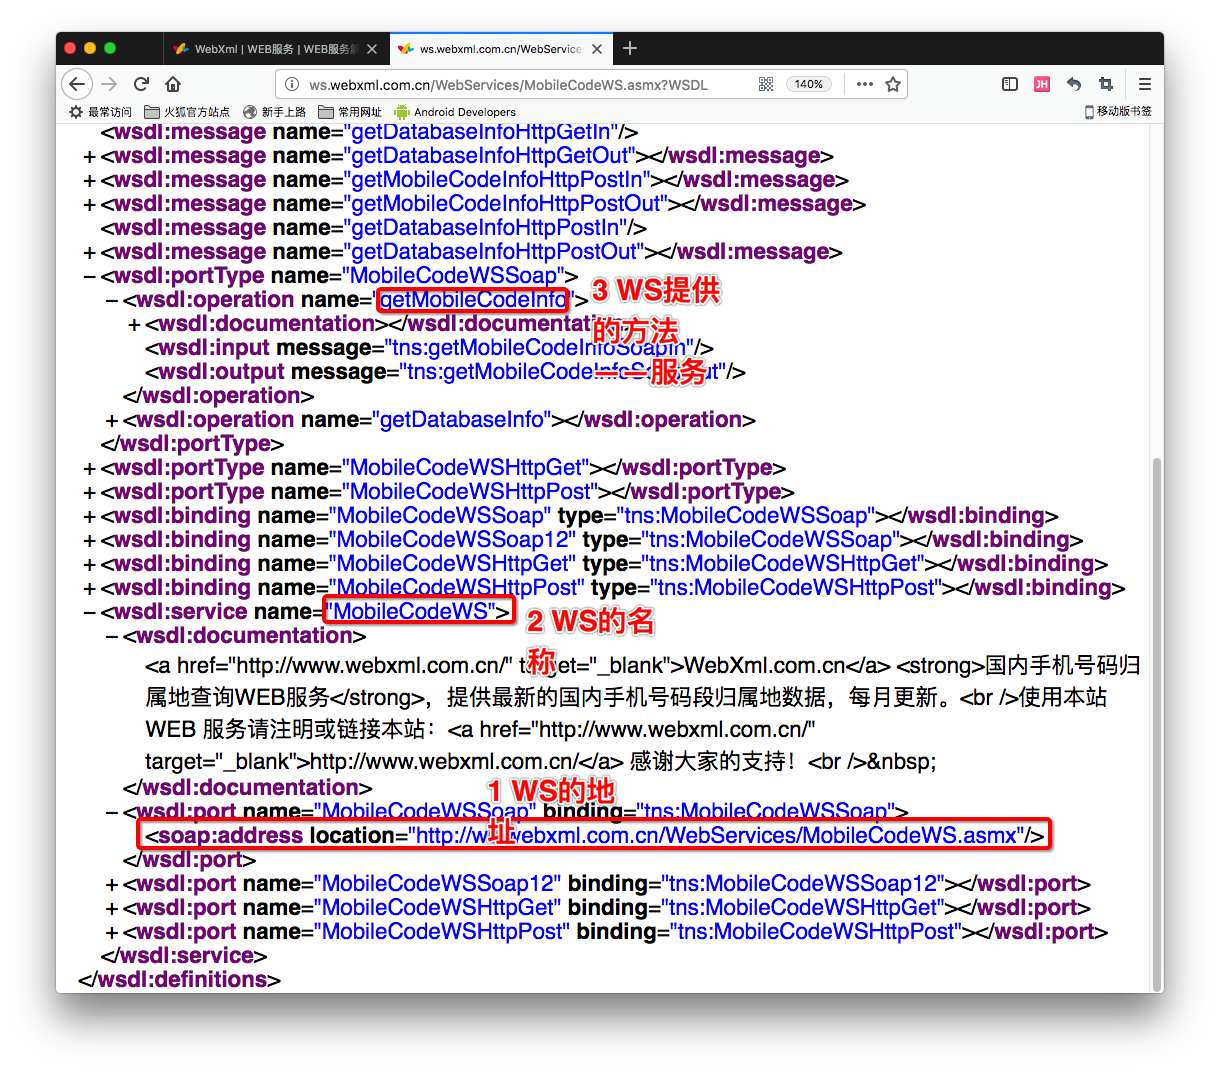 WebXml | WEB服务 | WEB服务
ws.webxml.com.cn/WebService
ws.webxml.com.cn/WebServices/MobileCodeWS.asmx?WSDL
140%
JH
最常访问 火狐官方站点 新手上路 常用网址 Android Developers 移动版书签
<wsdl:message name="getDatabaseInfoHttpGetIn"/>
+<wsdl:message name="getDatabaseInfoHttpGetOut"></wsdl:message>
+<wsdl:message name="getMobileCodeInfoHttpPostIn"></wsdl:message>
+<wsdl:message name="getMobileCodeInfoHttpPostOut"></wsdl:message>
<wsdl:message name="getDatabaseInfoHttpPostIn"/>
+<wsdl:message name="getDatabaseInfoHttpPostOut"></wsdl:message>
−<wsdl:portType name="MobileCodeWSSoap">
−<wsdl:operation name="getMobileCodeInfo">
3 WS提供
的方法
——服务
+<wsdl:documentation></wsdl:documentation>
<wsdl:input message="tns:getMobileCodeInfoSoapIn"/>
<wsdl:output message="tns:getMobileCodeInfoSoapOut"/>
</wsdl:operation>
+<wsdl:operation name="getDatabaseInfo"></wsdl:operation>
</wsdl:portType>
+<wsdl:portType name="MobileCodeWSHttpGet"></wsdl:portType>
+<wsdl:portType name="MobileCodeWSHttpPost"></wsdl:portType>
+<wsdl:binding name="MobileCodeWSSoap" type="tns:MobileCodeWSSoap"></wsdl:binding>
+<wsdl:binding name="MobileCodeWSSoap12" type="tns:MobileCodeWSSoap"></wsdl:binding>
+<wsdl:binding name="MobileCodeWSHttpGet" type="tns:MobileCodeWSHttpGet"></wsdl:binding>
+<wsdl:binding name="MobileCodeWSHttpPost" type="tns:MobileCodeWSHttpPost"></wsdl:binding>
−<wsdl:service name="MobileCodeWS">
2 WS的名
称
−<wsdl:documentation>
<a href="http://www.webxml.com.cn/" target="_blank">WebXml.com.cn</a> <strong>国内手机号码归
属地查询WEB服务</strong>，提供最新的国内手机号码段归属地数据，每月更新。<br />使用本站
WEB 服务请注明或链接本站：<a href="http://www.webxml.com.cn/"
target="_blank">http://www.webxml.com.cn/</a> 感谢大家的支持！<br />&nbsp;
</wsdl:documentation>
1 WS的地
址
−<wsdl:port name="MobileCodeWSSoap" binding="tns:MobileCodeWSSoap">
<soap:address location="http://ws.webxml.com.cn/WebServices/MobileCodeWS.asmx"/>
</wsdl:port>
+<wsdl:port name="MobileCodeWSSoap12" binding="tns:MobileCodeWSSoap12"></wsdl:port>
+<wsdl:port name="MobileCodeWSHttpGet" binding="tns:MobileCodeWSHttpGet"></wsdl:port>
+<wsdl:port name="MobileCodeWSHttpPost" binding="tns:MobileCodeWSHttpPost"></wsdl:port>
</wsdl:service>
</wsdl:definitions>